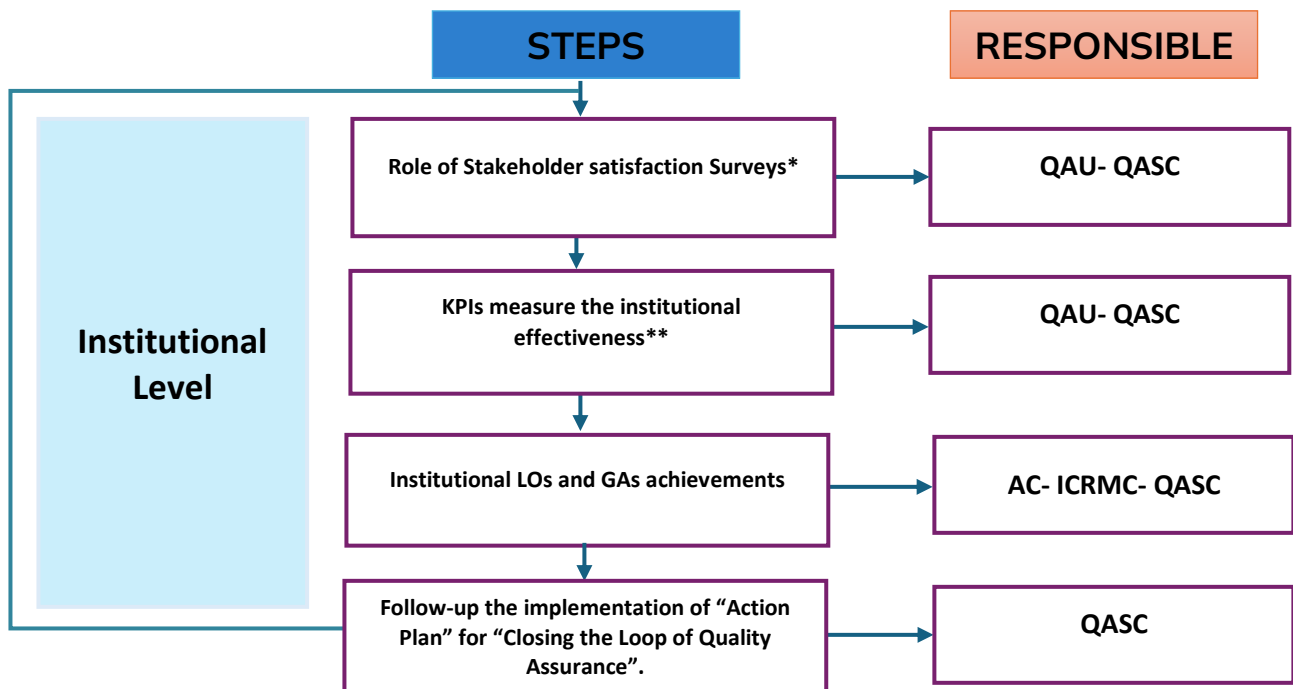 STEPS
RESPONSIBLE
Role of Stakeholder satisfaction Surveys*
QAU- QASC
KPIs measure the institutional
effectiveness**
QAU- QASC
Institutional
Level
Institutional LOs and GAs achievements
AC- ICRMC- QASC
Follow-up the implementation of “Action
Plan” for “Closing the Loop of Quality
Assurance”.
QASC